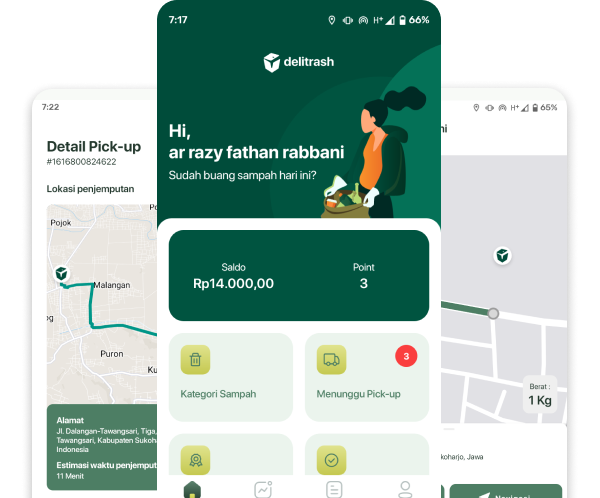 7:17
H+
66%
delitrash
Hi,
ar razy fathan rabbani
Sudah buang sampah hari ini?
Saldo
Rp14.000,00
Point
3
Kategori Sampah
3
Menunggu Pick-up
7:22
Detail Pick-up
#1616800824622
Lokasi penjemputan
Pojok
Malangan
Puron
Alamat
Jl. Dalangan-Tawangsari, Tiga,
Tawangsari, Kabupaten Sukoh
Indonesia
Estimasi waktu penjemput
11 Menit
H+
65%
ni
Berat :
1 Kg
koharjo, Jawa
Navigasi